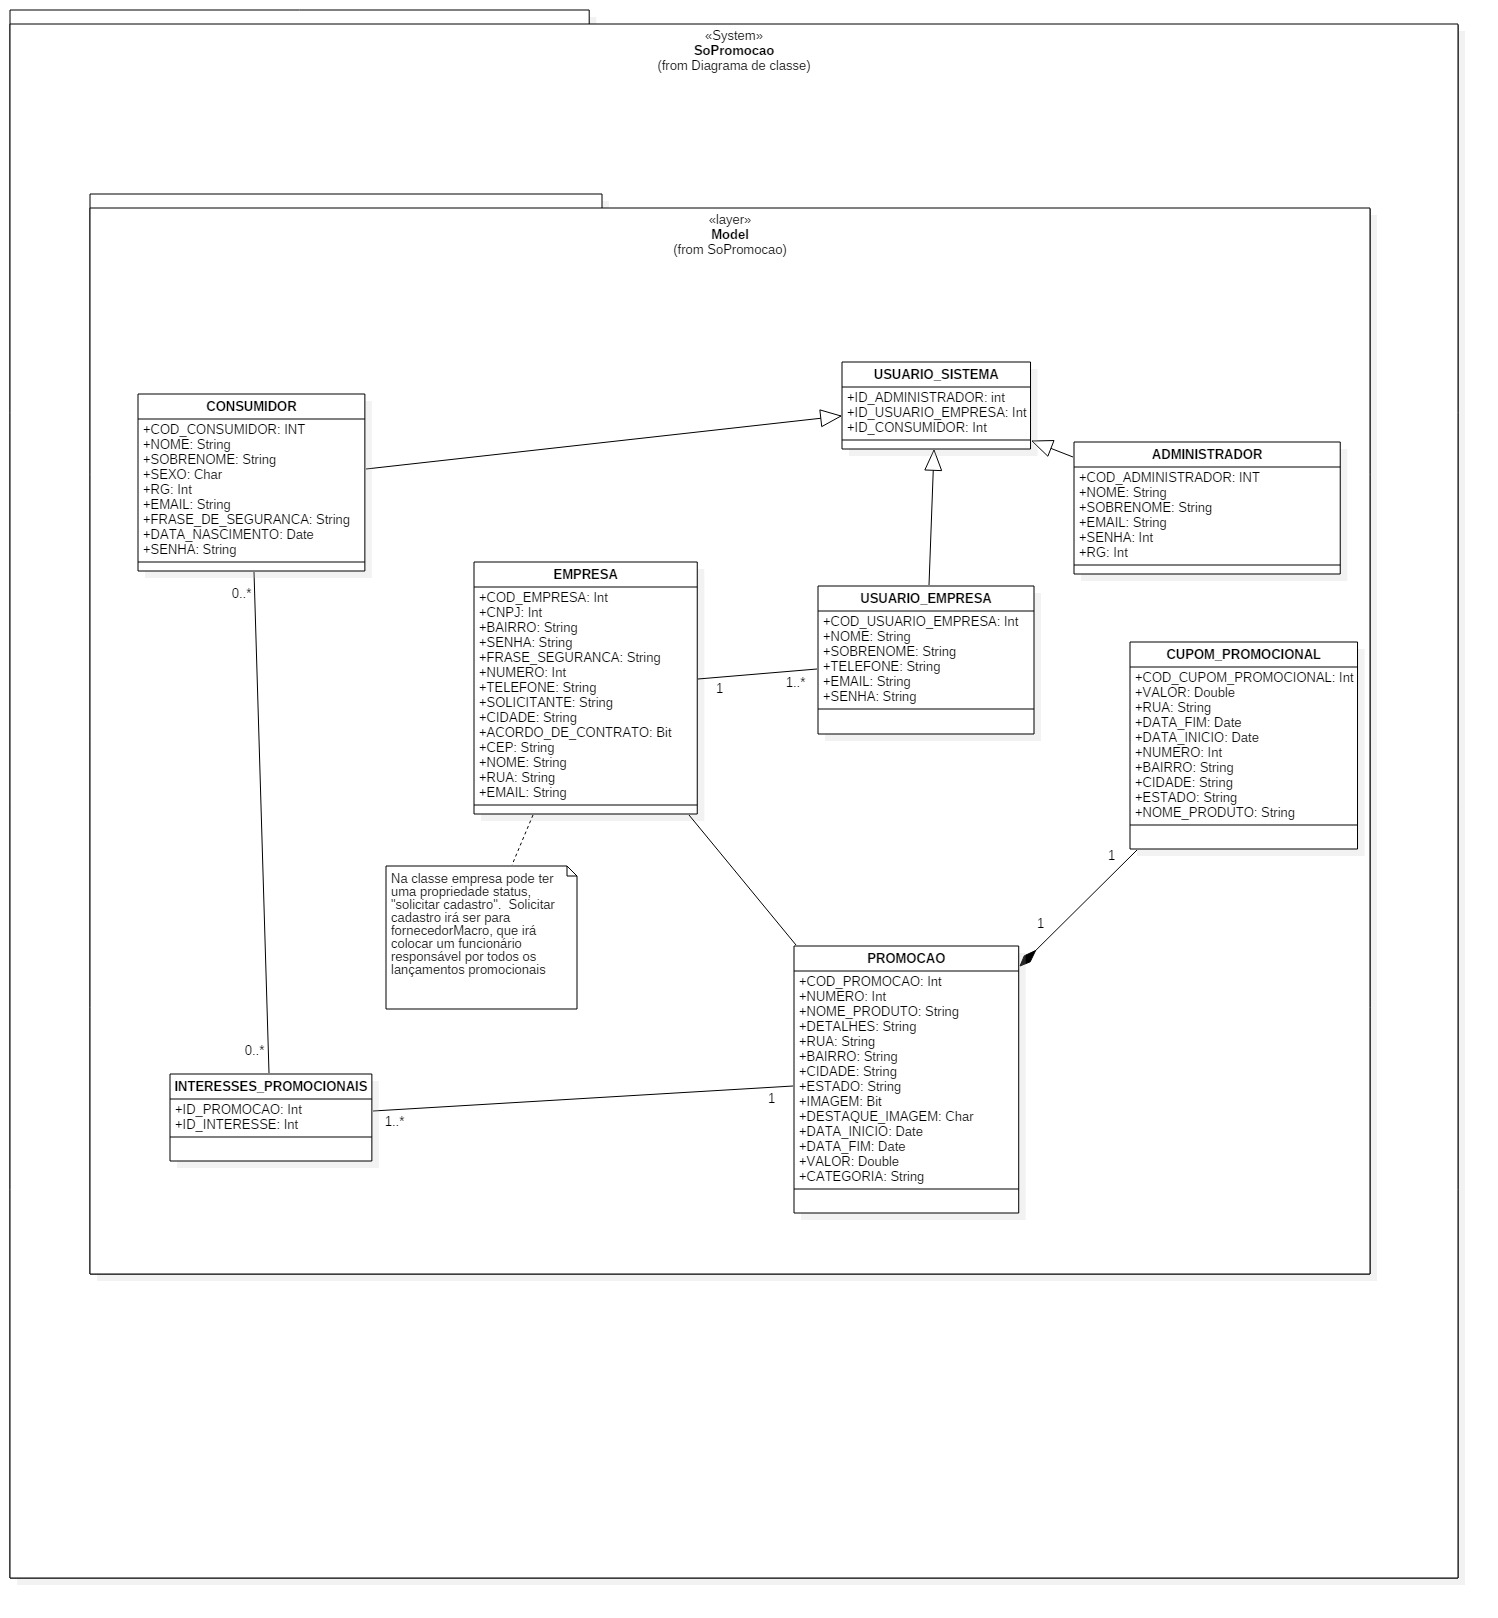 «System»
SoPromocao
(from Diagrama de classe)
«layer»
Model
(from SoPromocao)
USUARIO_SISTEMA
+ID_ADMINISTRADOR: int
+ID_USUARIO_EMPRESA: Int
+ID_CONSUMIDOR: Int
CONSUMIDOR
+COD_CONSUMIDOR: INT
+NOME: String
+SOBRENOME: String
+SEXO: Char
+RG: Int
+EMAIL: String
+FRASE_DE_SEGURANCA: String
+DATA_NASCIMENTO: Date
+SENHA: String
0..*
ADMINISTRADOR
+COD_ADMINISTRADOR: INT
+NOME: String
+SOBRENOME: String
+EMAIL: String
+SENHA: Int
+RG: Int
EMPRESA
+COD_EMPRESA: Int
+CNPJ: Int
+BAIRRO: String
+SENHA: String
+FRASE_SEGURANCA: String
+NUMERO: Int
+TELEFONE: String
+SOLICITANTE: String
+CIDADE: String
+ACORDO_DE_CONTRATO: Bit
+CEP: String
+NOME: String
+RUA: String
+EMAIL: String
1
1..*
USUARIO_EMPRESA
+COD_USUARIO_EMPRESA: Int
+NOME: String
+SOBRENOME: String
+TELEFONE: String
+EMAIL: String
+SENHA: String
CUPOM_PROMOCIONAL
+COD_CUPOM_PROMOCIONAL: Int
+VALOR: Double
+RUA: String
+DATA_FIM: Date
+DATA_INICIO: Date
+NUMERO: Int
+BAIRRO: String
+CIDADE: String
+ESTADO: String
+NOME_PRODUTO: String
1
1
Na classe empresa pode ter
uma propriedade status,
"solicitar cadastro".  Solicitar
cadastro irá ser para
fornecedorMacro, que irá
colocar um funcionário
responsável por todos os
lançamentos promocionais
PROMOCAO
+COD_PROMOCAO: Int
+NUMERO: Int
+NOME_PRODUTO: String
+DETALHES: String
+RUA: String
+BAIRRO: String
+CIDADE: String
+ESTADO: String
+IMAGEM: Bit
+DESTAQUE_IMAGEM: Char
+DATA_INICIO: Date
+DATA_FIM: Date
+VALOR: Double
+CATEGORIA: String
0..*
INTERESSES_PROMOCIONAIS
+ID_PROMOCAO: Int
+ID_INTERESSE: Int
1..*
1